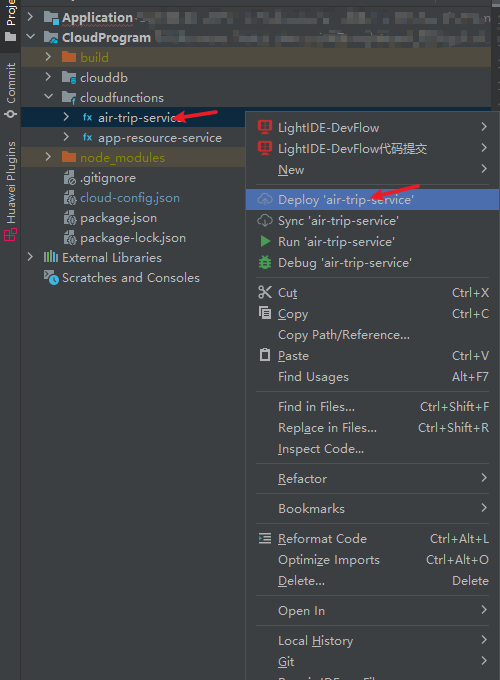 Proje
Commit
Huawei Plugins
Application
CloudProgram
build
clouddb
cloudfunctions
air-trip-service
app-resource-service
node_modules
.gitignore
cloud-config.json
package.json
package-lock.json
External Libraries
Scratches and Consoles
LightIDE-DevFlow
LightIDE-DevFlow代码提交
New
Deploy 'air-trip-service'
Sync 'air-trip-service'
Run 'air-trip-service'
Debug 'air-trip-service'
Cut Ctrl+X
Copy Ctrl+C
Copy Path/Reference...
Paste Ctrl+V
Find Usages Alt+F7
Find in Files... Ctrl+Shift+F
Replace in Files... Ctrl+Shift+R
Inspect Code...
Refactor
Bookmarks
Reformat Code Ctrl+Alt+L
Optimize Imports Ctrl+Alt+O
Delete... Delete
Open In
Local History
Git